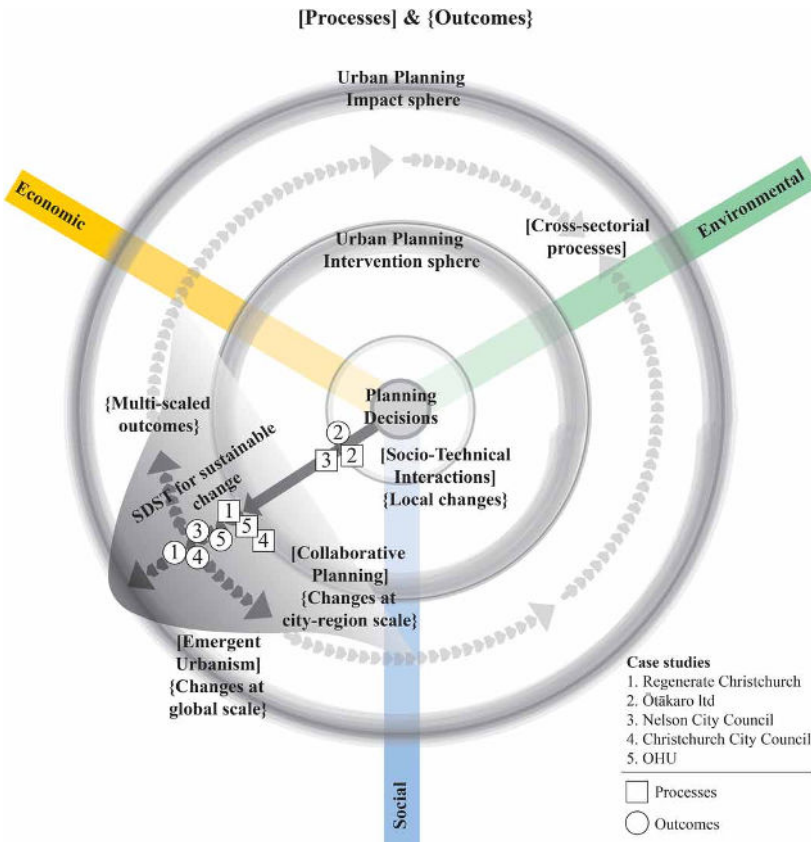 [Processes] & {Outcomes}
Urban Planning
Impact sphere
Economic
Environmental
[Cross-sectorial
processes]
Urban Planning
Intervention sphere
Planning
Decisions
{Multi-scaled
outcomes}
SDST for sustainable
change
2
3
2
[Socio-Technical
Interactions]
{Local changes}
1
3
5
5
4
1
4
[Collaborative
Planning]
{Changes at
city-region scale}
[Emergent
Urbanism]
{Changes at
global scale}
Social
Case studies
1. Regenerate Christchurch
2. Ōtākaro ltd
3. Nelson City Council
4. Christchurch City Council
5. OHU
Processes
Outcomes